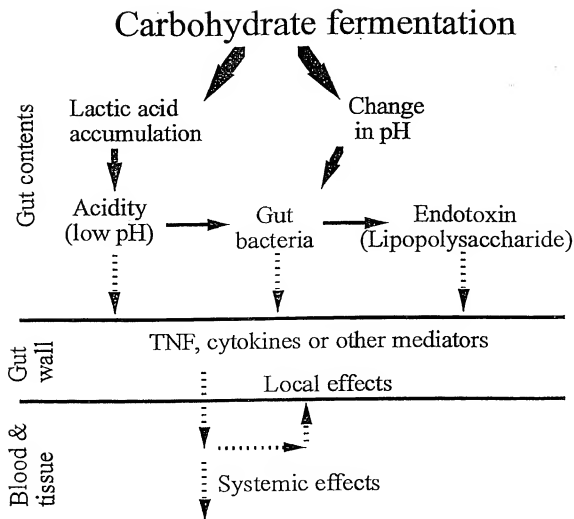 Carbohydrate fermentation
Gut contents
Lactic acid
accumulation
Change
in pH
Acidity
(low pH)
Gut
bacteria
Endotoxin
(Lipopolysaccharide)
Gut
wall
TNF, cytokines or other mediators
Local effects
Blood &
tissue
Systemic effects